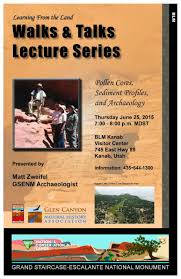 Learning From the Land
BLM
Walks & Talks
Lecture Series
Pollen Cores,
Sediment Profiles,
and Archaeology
Thursday June 25, 2015
7:00 - 8:00 p.m. MDST
BLM Kanab
Visitor Center
745 East Hwy 89
Kanab, Utah
information: 435-644-1300
Presented by
Matt Zweifel
GSENM Archaeologist
GLEN CANYON
NATURAL HISTORY
ASSOCIATION
GRAND STAIRCASE-ESCALANTE NATIONAL MONUMENT